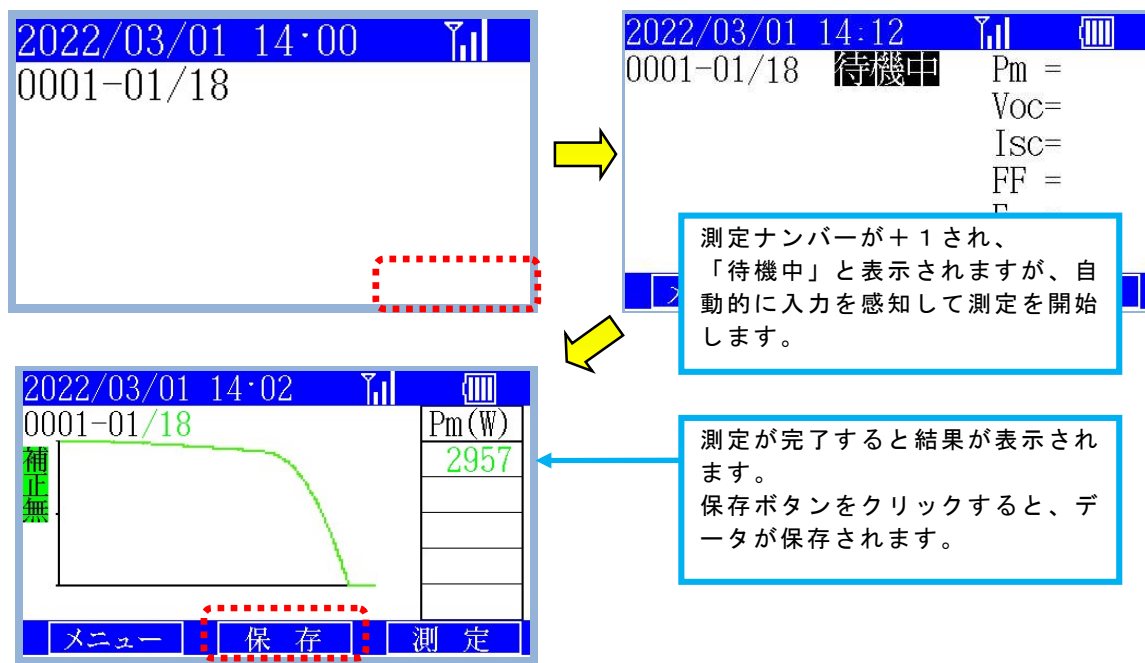 2022/03/01 14:00
0001-01/18
2022/03/01 14:12
0001-01/18 待機中
Pm =
Voc=
Isc=
FF =
測定ナンバーが+1され、
「待機中」と表示されますが、自
動的に入力を感知して測定を開始
します。
2022/03/01 14:02
0001-01/18
補正無
Pm(W)
2957
メニュー 保存 測定
測定が完了すると結果が表示され
ます。
保存ボタンをクリックすると、デ
ータが保存されます。